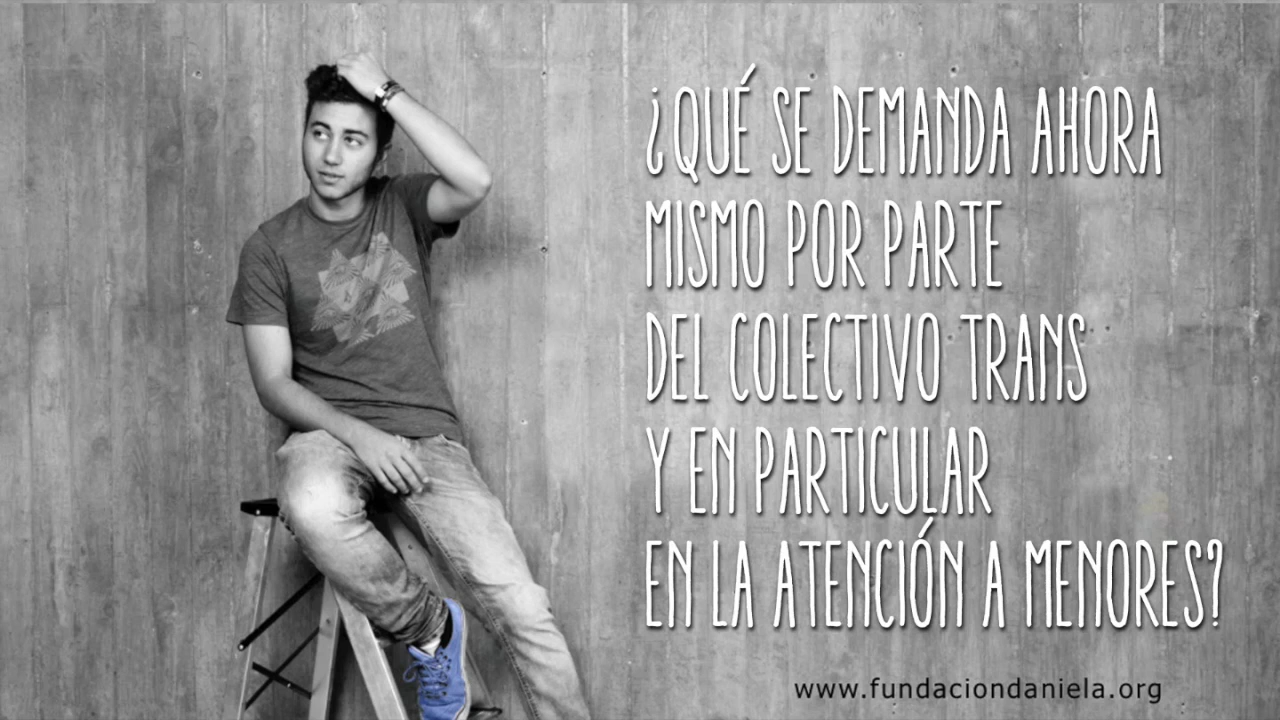 ¿QUÉ SE DEMANDA AHORA
MISMO POR PARTE
DEL COLECTIVO TRANS
Y EN PARTICULAR
EN LA ATENCIÓN A MENORES?
www.fundaciondaniela.org